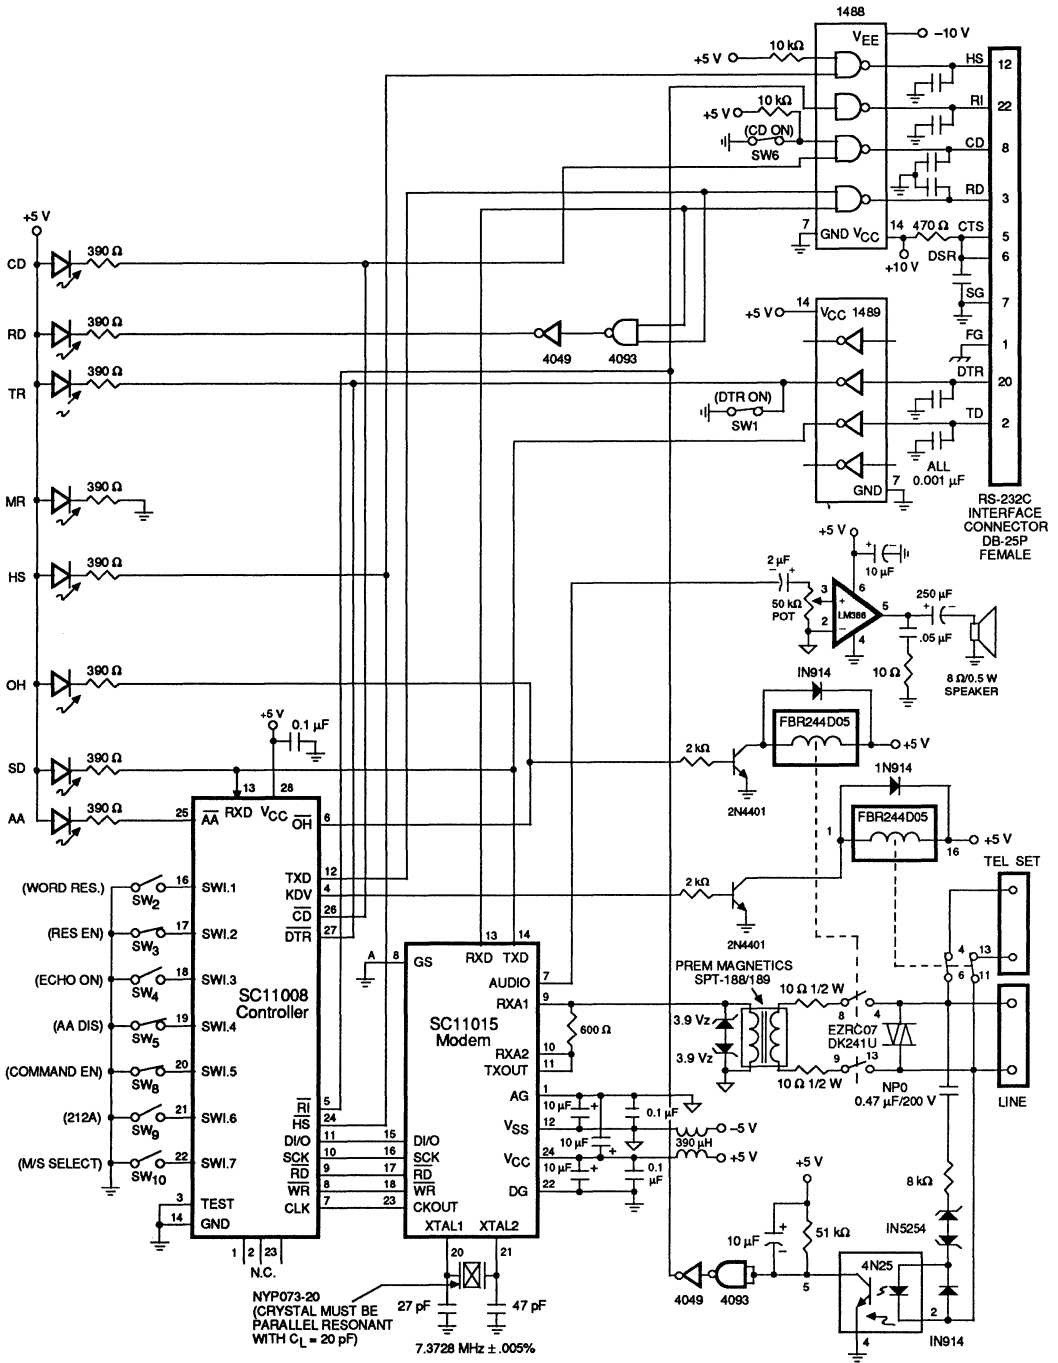 1488
VEE
–10 V
+5 V
10 kΩ
HS
12
RI
22
+5 V
10 kΩ
(CD ON)
SW6
CD
8
RD
3
7
GND VCC
14
470 Ω
CTS
5
+10 V
DSR
6
SG
7
FG
1
+5 V
14
VCC 1489
DTR
20
TD
2
(DTR ON)
SW1
ALL
0.001 µF
GND
7
RS-232C
INTERFACE
CONNECTOR
DB-25P
FEMALE
+5 V
CD
390 Ω
RD
390 Ω
4049
4093
TR
390 Ω
MR
390 Ω
HS
390 Ω
OH
390 Ω
SD
390 Ω
AA
390 Ω
+5 V
10 µF
2 µF
50 kΩ
POT
3
2
6
LM386
5
4
250 µF
.05 µF
10 Ω
8 Ω/0.5 W
SPEAKER
IN914
FBR244D05
+5 V
2 kΩ
2N4401
1N914
FBR244D05
1
16
+5 V
2 kΩ
2N4401
TEL SET
4
13
6
11
+5 V
0.1 µF
13
28
25
AA
RXD
VCC
OH
6
TXD
12
KDV
4
CD
26
DTR
27
(WORD RES.)
SW2
16
SWI.1
(RES EN)
SW3
17
SWI.2
(ECHO ON)
SW4
18
SWI.3
(AA DIS)
SW5
19
SWI.4
(COMMAND EN)
SW8
20
SWI.5
(212A)
SW9
21
SWI.6
(M/S SELECT)
SW10
22
SWI.7
SC11008
Controller
RI
5
HS
24
DI/O
11
SCK
10
RD
9
WR
8
CLK
7
3
TEST
14
GND
1
2
23
N.C.
A
8
GS
13
14
RXD
TXD
AUDIO
7
RXA1
9
SC11015
Modem
RXA2
10
TXOUT
11
AG
1
VSS
12
VCC
24
DG
22
15
DI/O
16
SCK
17
RD
18
WR
23
CKOUT
XTAL1
XTAL2
20
21
27 pF
47 pF
7.3728 MHz ± .005%
NYP073-20
(CRYSTAL MUST BE
PARALLEL RESONANT
WITH CL = 20 pF)
600 Ω
10 µF
10 µF
10 µF
0.1 µF
0.1
µF
390 µH
–5 V
+5 V
PREM MAGNETICS
SPT-188/189
3.9 Vz
3.9 Vz
10 Ω 1/2 W
8
4
EZRC07
DK241U
9
13
10 Ω 1/2 W
NP0
0.47 µF/200 V
LINE
8 kΩ
IN5254
+5 V
10 µF
51 kΩ
4049
4093
5
4N25
2
4
IN914